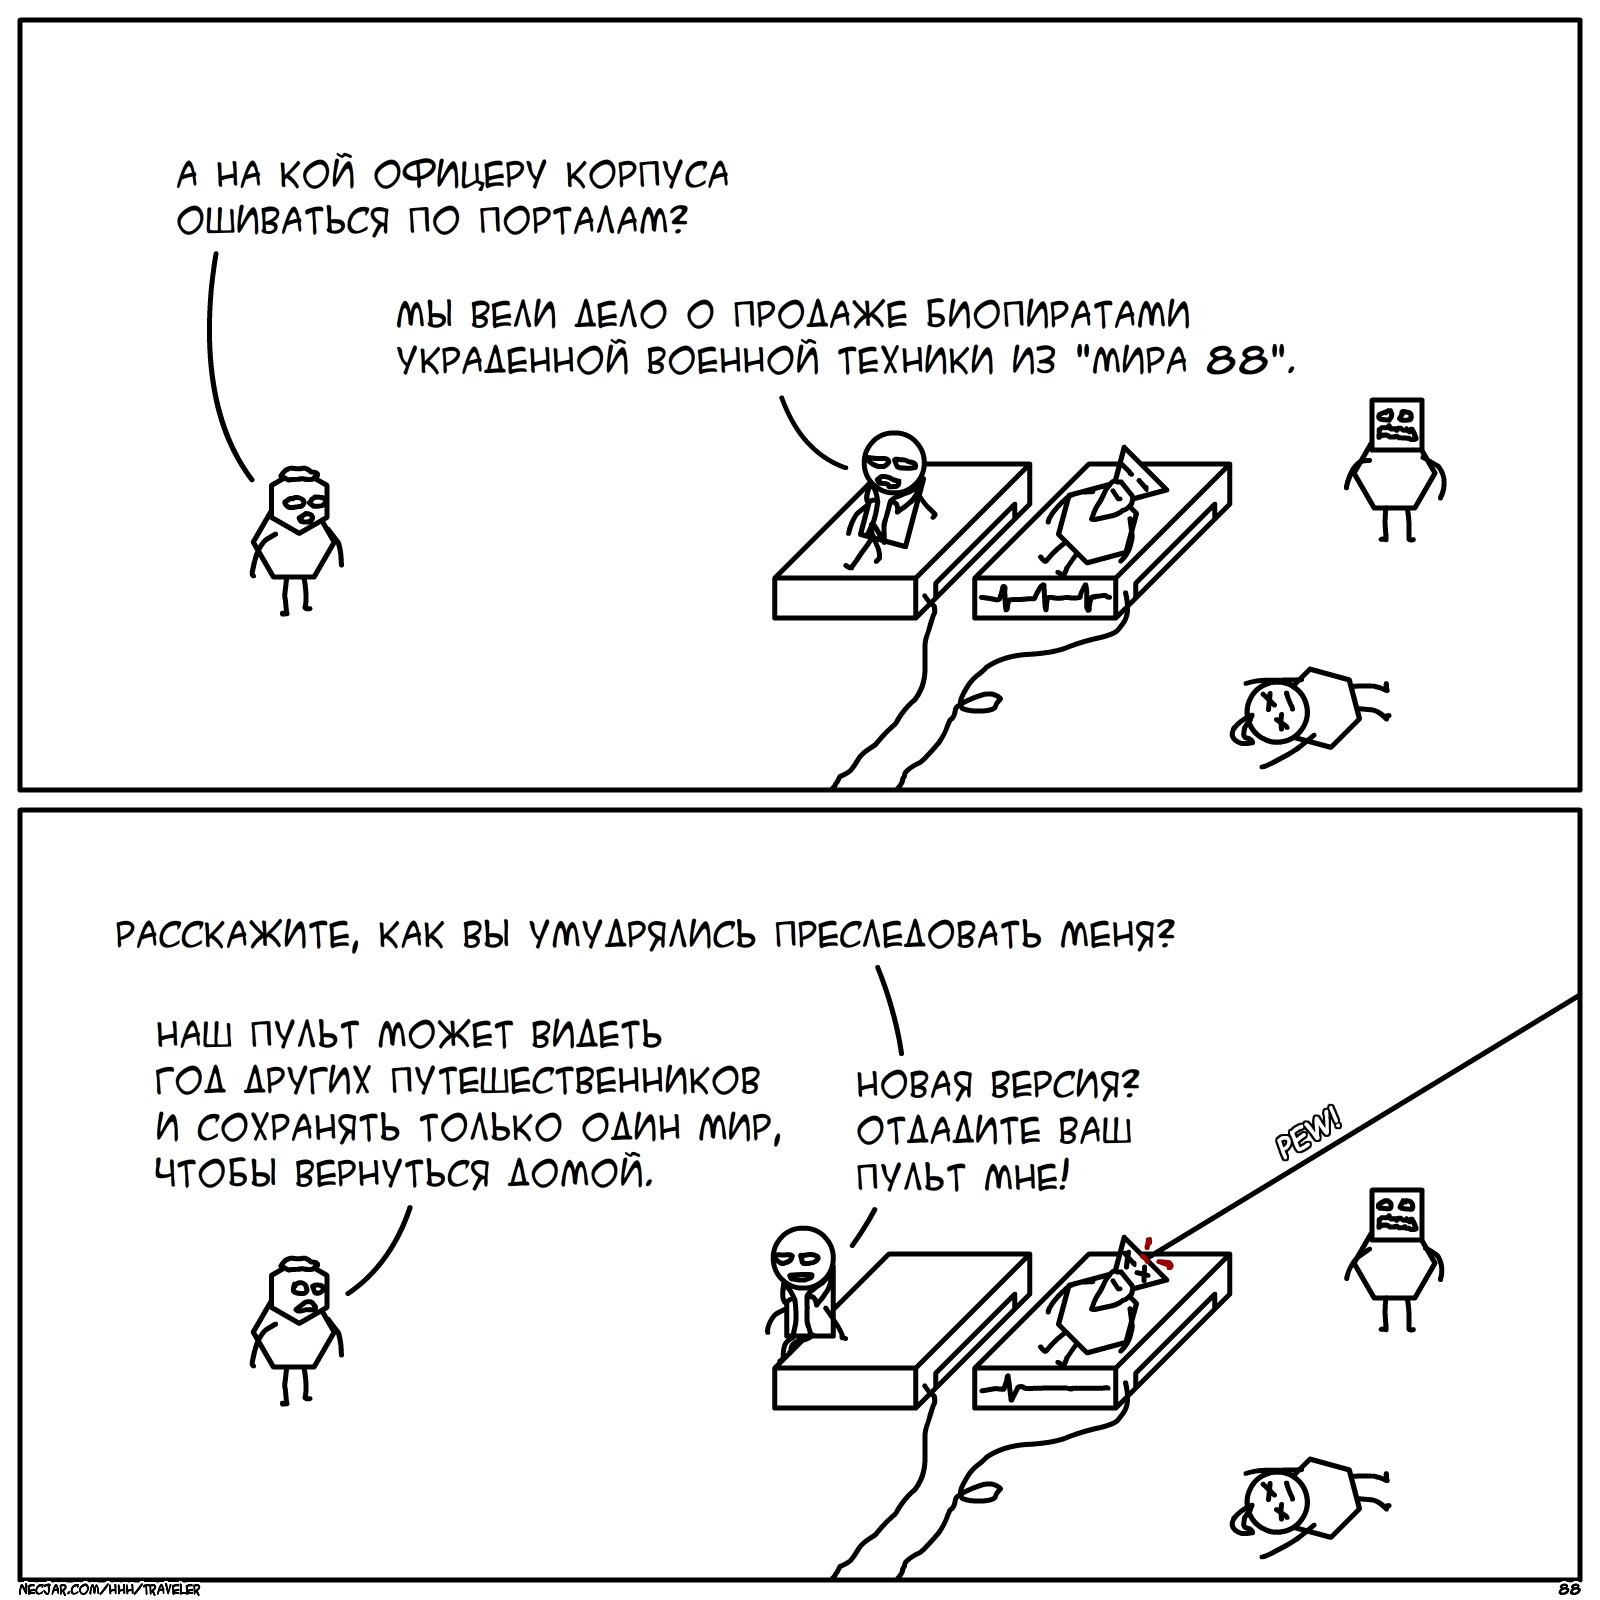 А НА КОЙ ОФИЦЕРУ КОРПУСА
ОШИВАТЬСЯ ПО ПОРТАЛАМ?
МЫ ВЕЛИ ДЕЛО О ПРОДАЖЕ БИОПИРАТАМИ
УКРАДЕННОЙ ВОЕННОЙ ТЕХНИКИ ИЗ "МИРА 88".
РАССКАЖИТЕ, КАК ВЫ УМУДРЯЛИСЬ ПРЕСЛЕДОВАТЬ МЕНЯ?
НАШ ПУЛЬТ МОЖЕТ ВИДЕТЬ
ГОД ДРУГИХ ПУТЕШЕСТВЕННИКОВ
И СОХРАНЯТЬ ТОЛЬКО ОДИН МИР,
ЧТОБЫ ВЕРНУТЬСЯ ДОМОЙ.
НОВАЯ ВЕРСИЯ?
ОТДАДИТЕ ВАШ
ПУЛЬТ МНЕ!
PEW!
NECJAR.COM/HHH/TRAVELER
88